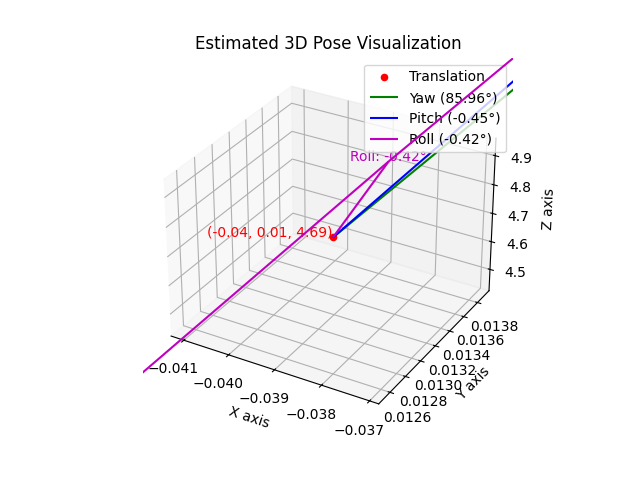 Estimated 3D Pose Visualization
Translation
Yaw (85.96°)
Pitch (-0.45°)
Roll (-0.42°)
Roll: -0.42°
(-0.04, 0.01, 4.69)
4.9
4.8
4.7
4.6
4.5
Z axis
0.0138
0.0136
0.0134
0.0132
0.0130
0.0128
0.0126
Y axis
−0.041
−0.040
−0.039
−0.038
−0.037
X axis